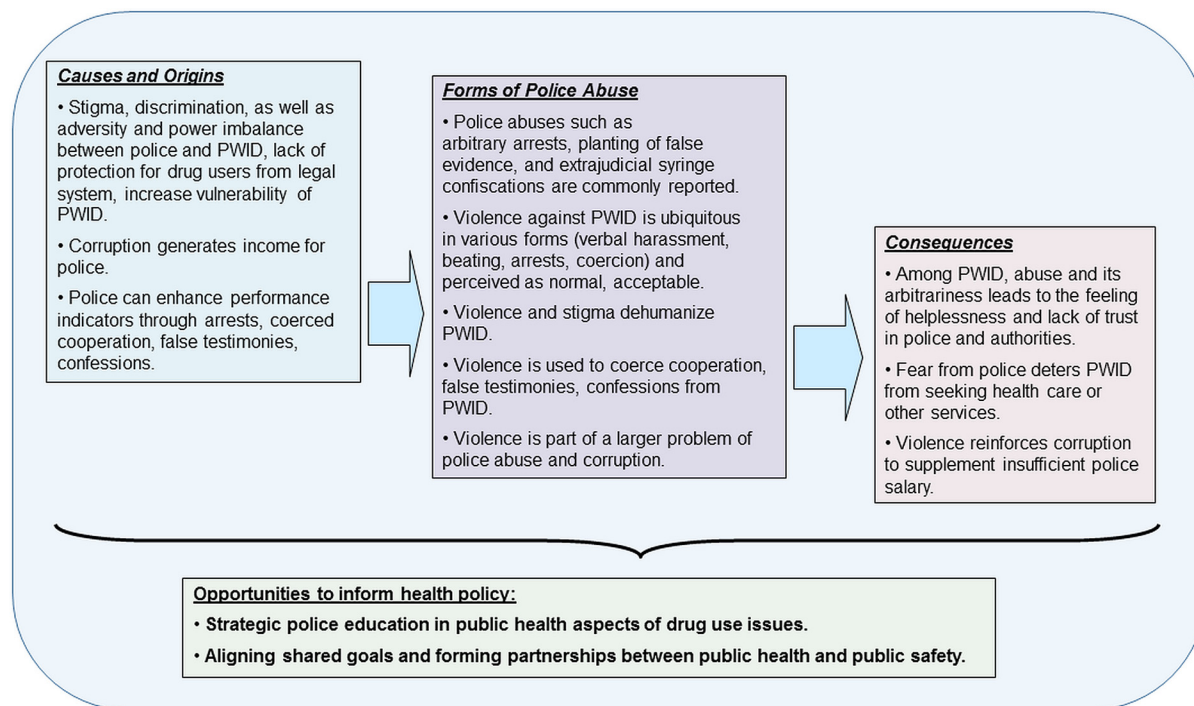 Causes and Origins
• Stigma, discrimination, as well as
adversity and power imbalance
between police and PWID, lack of
protection for drug users from legal
system, increase vulnerability of
PWID.
• Corruption generates income for
police.
• Police can enhance performance
indicators through arrests, coerced
cooperation, false testimonies,
confessions.
Forms of Police Abuse
• Police abuses such as
arbitrary arrests, planting of false
evidence, and extrajudicial syringe
confiscations are commonly reported.
• Violence against PWID is ubiquitous
in various forms (verbal harassment,
beating, arrests, coercion) and
perceived as normal, acceptable.
• Violence and stigma dehumanize
PWID.
• Violence is used to coerce cooperation,
false testimonies, confessions from
PWID.
• Violence is part of a larger problem of
police abuse and corruption.
Consequences
• Among PWID, abuse and its
arbitrariness leads to the feeling
of helplessness and lack of trust
in police and authorities.
• Fear from police deters PWID
from seeking health care or
other services.
• Violence reinforces corruption
to supplement insufficient police
salary.
Opportunities to inform health policy:
• Strategic police education in public health aspects of drug use issues.
• Aligning shared goals and forming partnerships between public health and public safety.